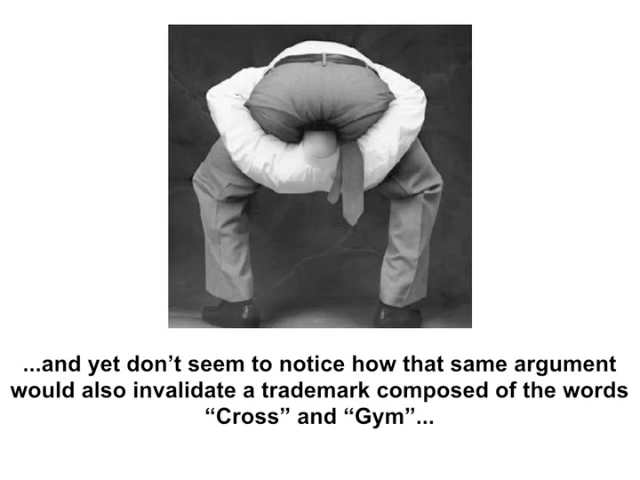 ...and yet don’t seem to notice how that same argument
would also invalidate a trademark composed of the words
“Cross” and “Gym”...